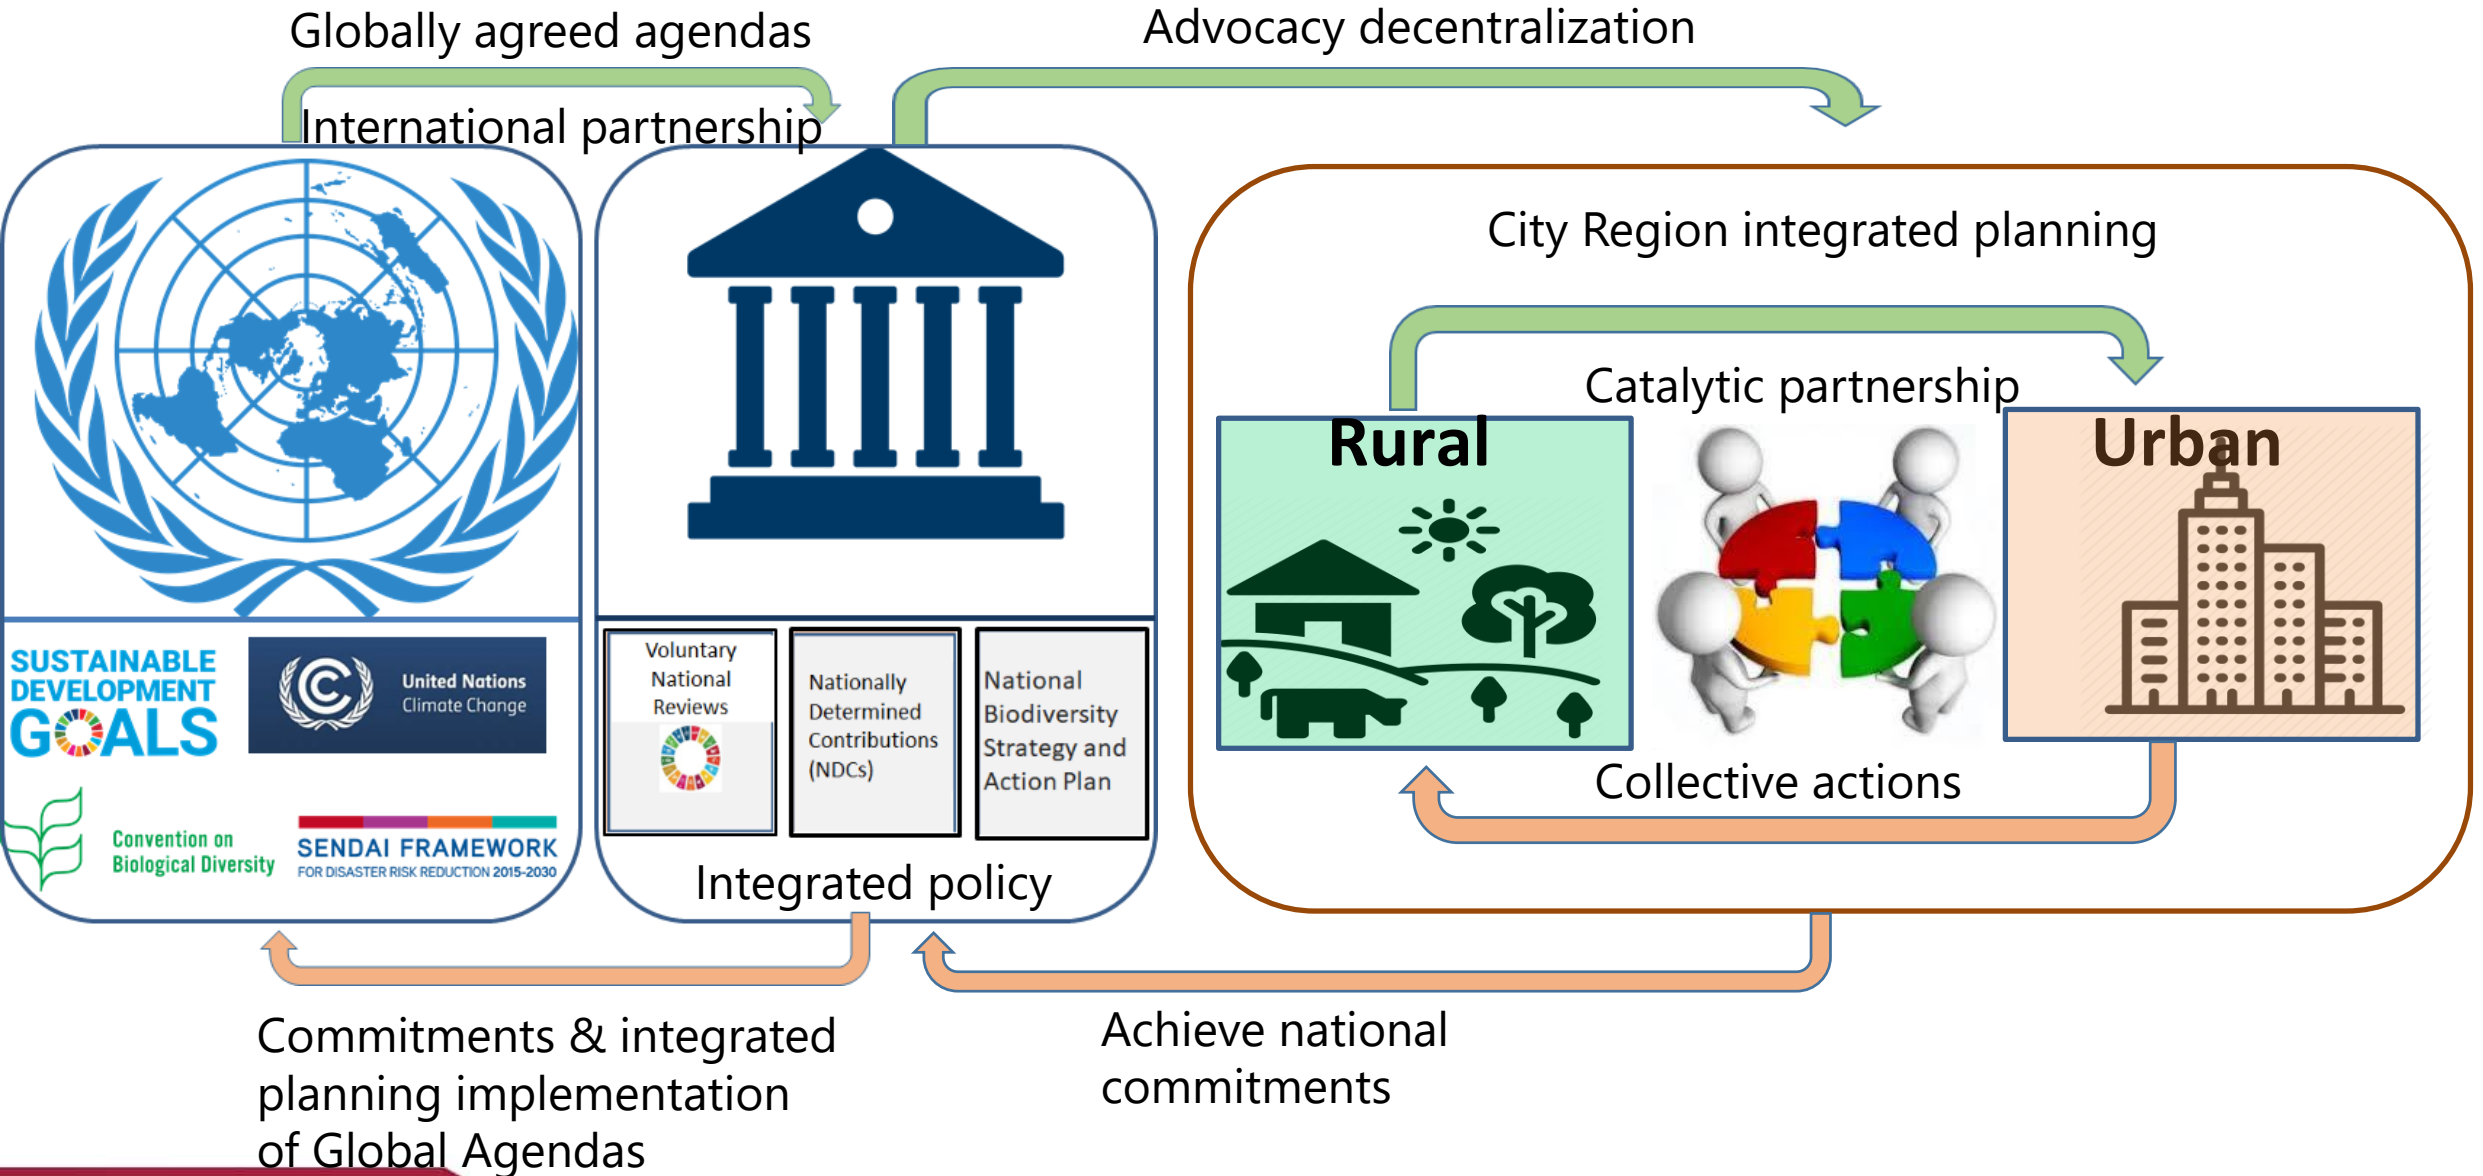 Globally agreed agendas
International partnership
Advocacy decentralization
SUSTAINABLE
DEVELOPMENT
GOALS
United Nations
Climate Change
Convention on
Biological Diversity
SENDAI FRAMEWORK
FOR DISASTER RISK REDUCTION 2015-2030
Voluntary
National
Reviews
Nationally
Determined
Contributions
(NDCs)
National
Biodiversity
Strategy and
Action Plan
Integrated policy
City Region integrated planning
Catalytic partnership
Rural
Urban
Collective actions
Commitments & integrated
planning implementation
of Global Agendas
Achieve national
commitments